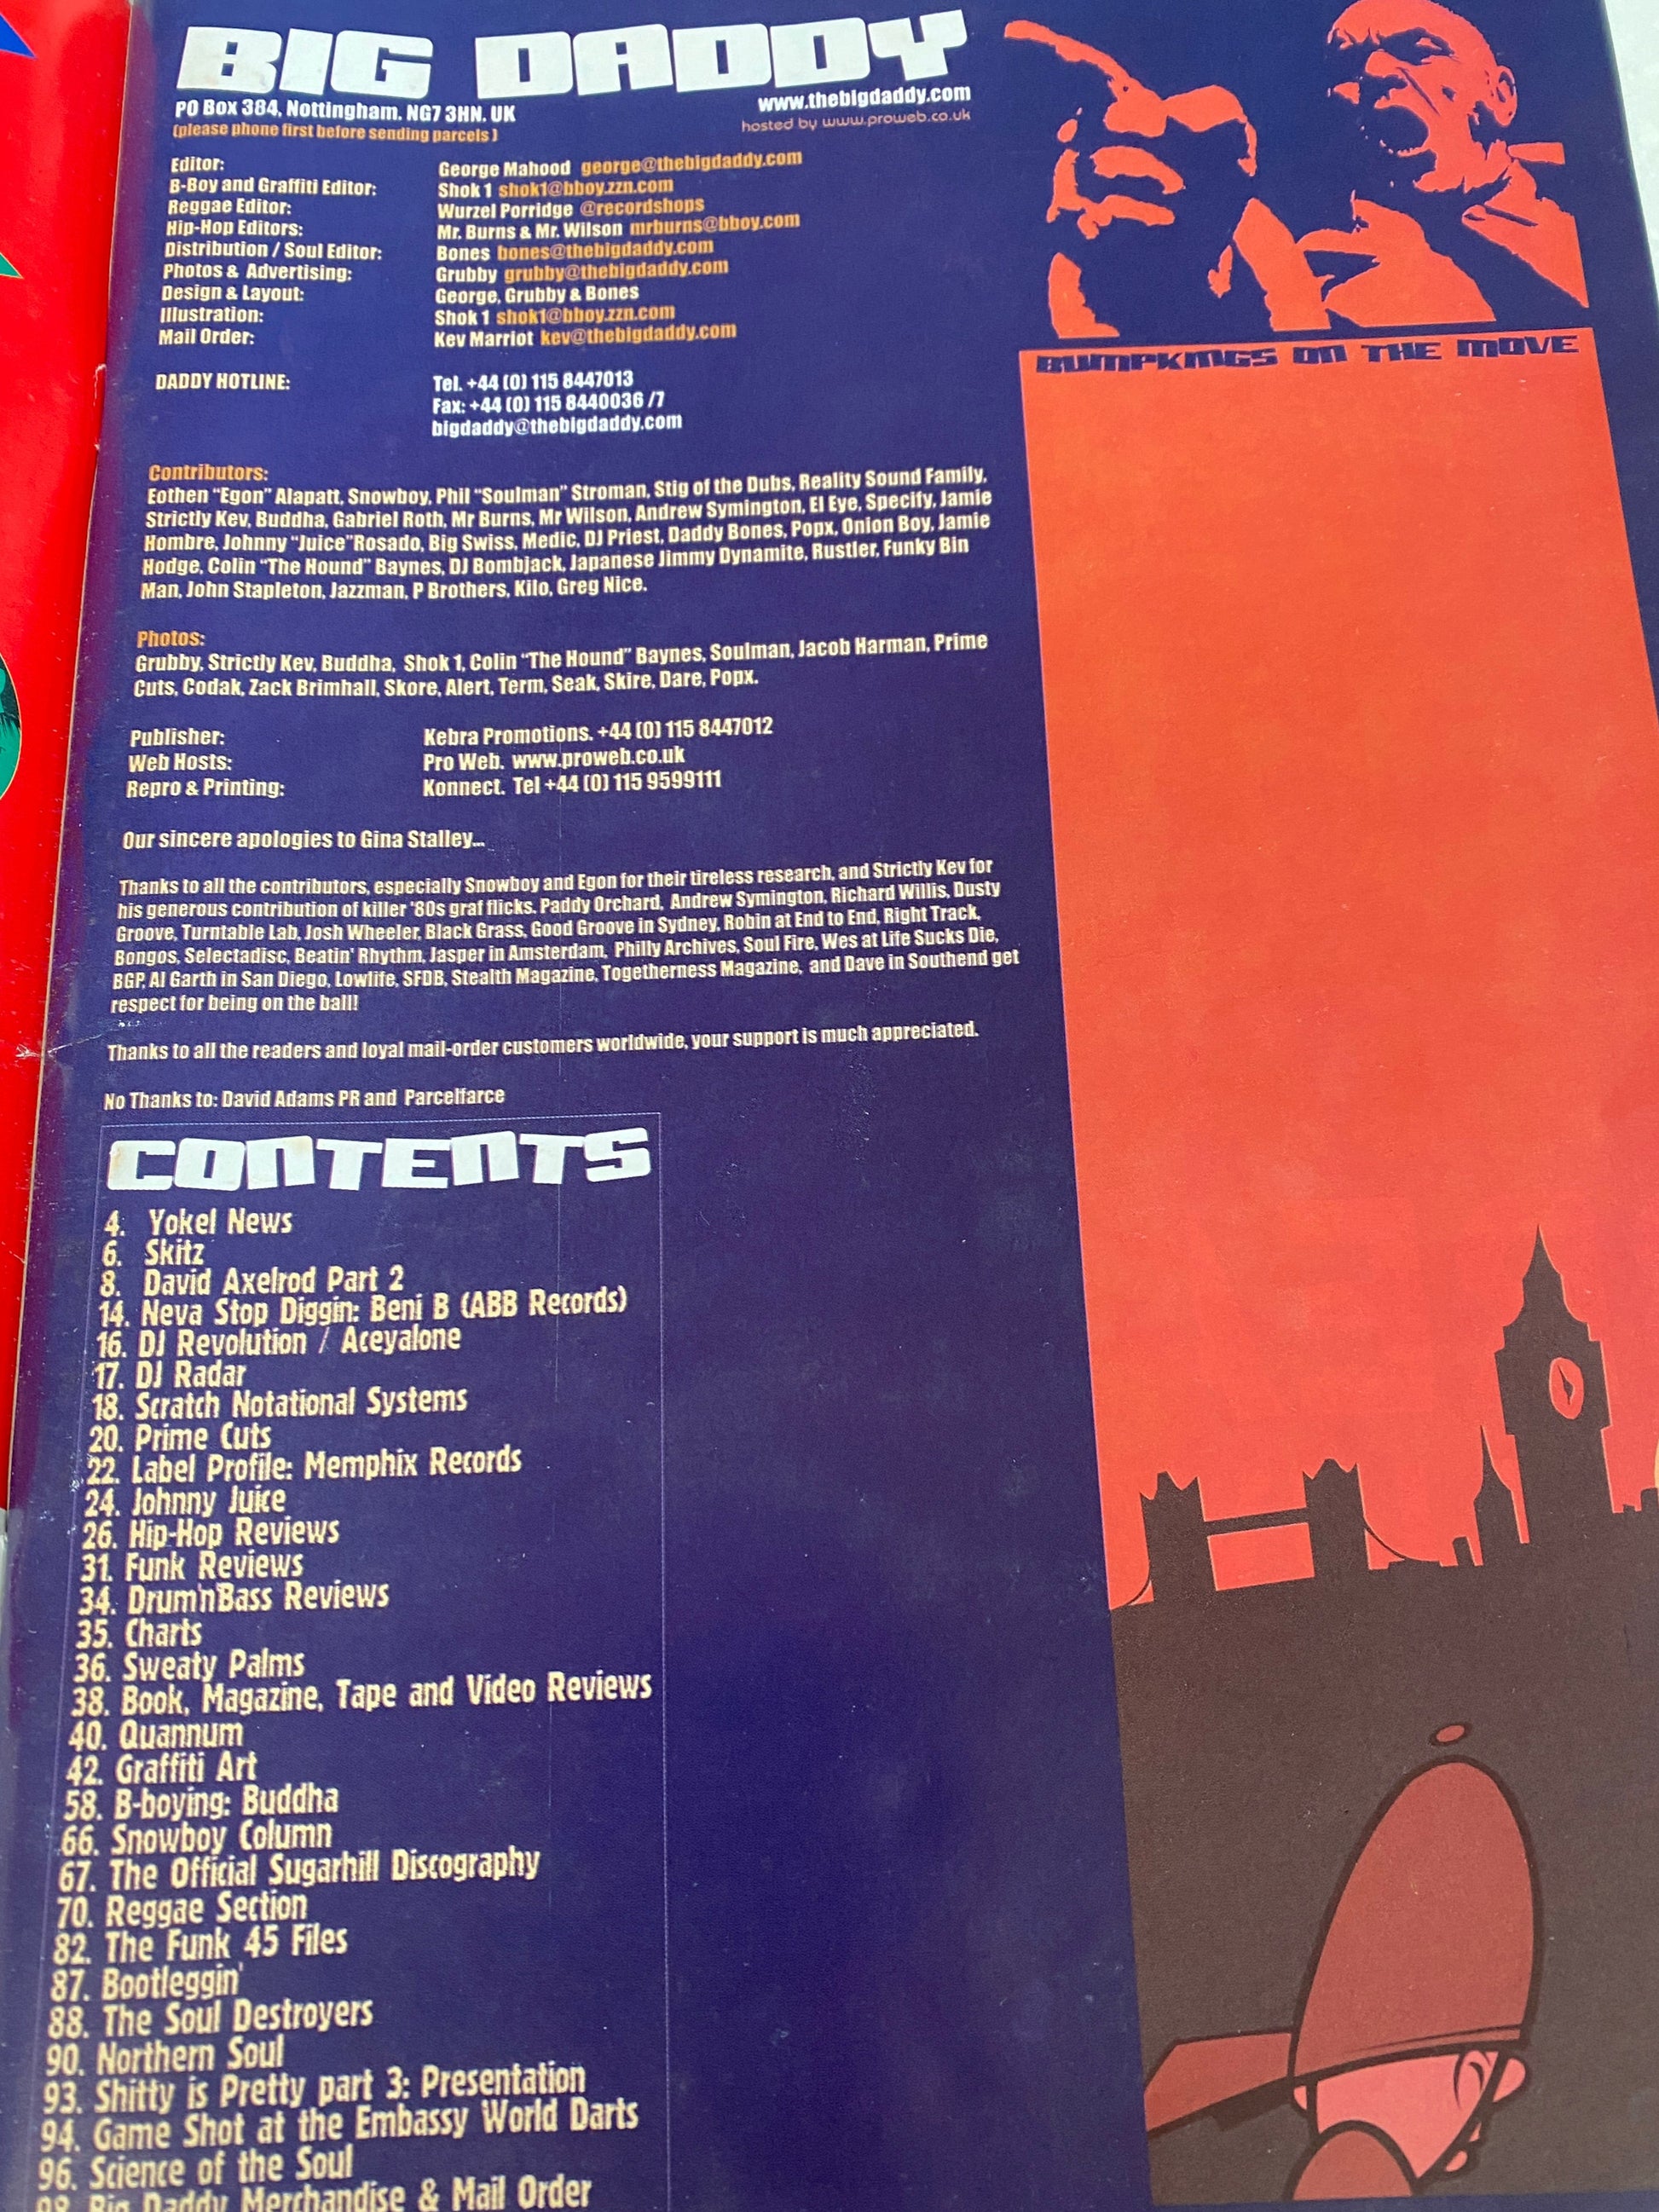 BIG DADDY
PO Box 384, Nottingham. NG7 3HN. UK
(please phone first before sending parcels )
www.thebigdaddy.com
hosted by www.proweb.co.uk
Editor: George Mahood george@thebigdaddy.com
B-Boy and Graffiti Editor: Shok 1 shok1@bboy.zzn.com
Reggae Editor: Wurzel Porridge @recordshops
Hip-Hop Editors: Mr. Burns & Mr. Wilson mrburns@bboy.com
Distribution / Soul Editor: Bones bones@thebigdaddy.com
Photos & Advertising: Grubby grubby@thebigdaddy.com
Design & Layout: George, Grubby & Bones
Illustration: Shok 1 shok1@bboy.zzn.com
Mail Order: Kev Marriot kev@thebigdaddy.com
DADDY HOTLINE: Tel. +44 (0) 115 8447013
Fax: +44 (0) 115 8440036 /7
bigdaddy@thebigdaddy.com
Contributors:
Eothen “Egon” Alapatt, Snowboy, Phil “Soulman” Stroman, Stig of the Dubs, Reality Sound Family,
Strictly Kev, Buddha, Gabriel Roth, Mr Burns, Mr Wilson, Andrew Symington, El Eye, Specify, Jamie
Hombre, Johnny “Juice”Rosado, Big Swiss, Medic, DJ Priest, Daddy Bones, Popx, Onion Boy, Jamie
Hodge, Colin “The Hound” Baynes, DJ Bombjack, Japanese Jimmy Dynamite, Rustler, Funky Bin
Man, John Stapleton, Jazzman, P Brothers, Kilo, Greg Nice.
Photos:
Grubby, Strictly Kev, Buddha, Shok 1, Colin “The Hound” Baynes, Soulman, Jacob Harman, Prime
Cuts, Codak, Zack Brimhall, Skore, Alert, Term, Seak, Skire, Dare, Popx.
Publisher: Kebra Promotions. +44 (0) 115 8447012
Web Hosts: Pro Web. www.proweb.co.uk
Repro & Printing: Konnect. Tel +44 (0) 115 9599111
Our sincere apologies to Gina Stalley...
Thanks to all the contributors, especially Snowboy and Egon for their tireless research, and Strictly Kev for
his generous contribution of killer '80s graf flicks. Paddy Orchard, Andrew Symington, Richard Willis, Dusty
Groove, Turntable Lab, Josh Wheeler, Black Grass, Good Groove in Sydney, Robin at End to End, Right Track,
Bongos, Selectadisc, Beatin' Rhythm, Jasper in Amsterdam, Philly Archives, Soul Fire, Wes at Life Sucks Die,
BGP, Al Garth in San Diego, Lowlife, SFDB, Stealth Magazine, Togetherness Magazine, and Dave in Southend get
respect for being on the ball!
Thanks to all the readers and loyal mail-order customers worldwide, your support is much appreciated.
No Thanks to: David Adams PR and Parcelfarce
CONTENTS
4. Yokel News
6. Skitz
8. David Axelrod Part 2
14. Neva Stop Diggin: Beni B (ABB Records)
16. DJ Revolution / Aceyalone
17. DJ Radar
18. Scratch Notational Systems
20. Prime Cuts
22. Label Profile: Memphix Records
24. Johnny Juice
26. Hip-Hop Reviews
31. Funk Reviews
34. Drum'n'Bass Reviews
35. Charts
36. Sweaty Palms
38. Book, Magazine, Tape and Video Reviews
40. Quannum
42. Graffiti Art
58. B-boying: Buddha
66. Snowboy Column
67. The Official Sugarhill Discography
70. Reggae Section
82. The Funk 45 Files
87. Bootleggin'
88. The Soul Destroyers
90. Northern Soul
93. Shitty is Pretty part 3: Presentation
94. Game Shot at the Embassy World Darts
96. Science of the Soul
98. Big Daddy Merchandise & Mail Order
BUMPKINGS ON THE MOVE